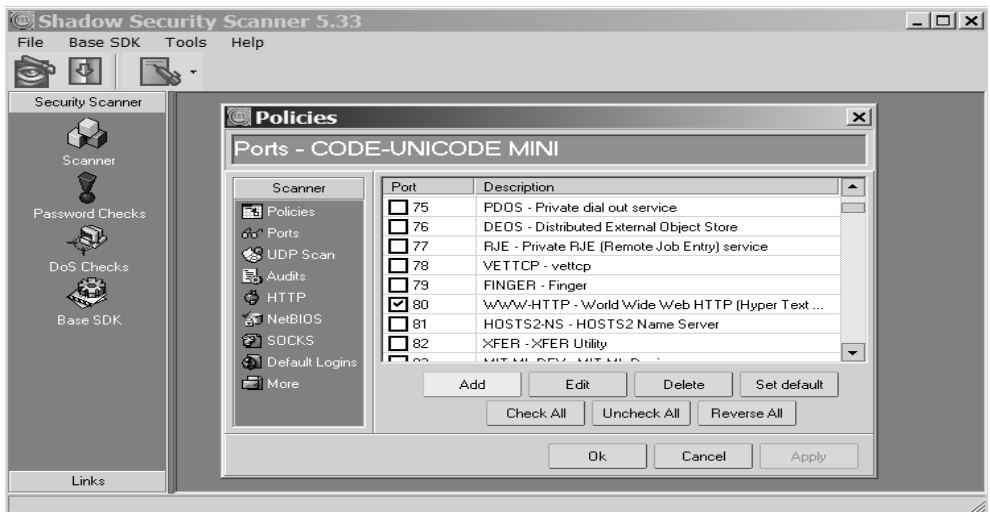 Shadow Security Scanner 5.33
File Base SDK Tools Help
Security Scanner
Scanner
Password Checks
DoS Checks
Base SDK
Links
Policies
Ports - CODE-UNICODE MINI
Scanner
Policies
Ports
UDP Scan
Audits
HTTP
NetBIOS
SOCKS
Default Logins
More
Port Description
75 PDOS - Private dial out service
76 DEOS - Distributed External Object Store
77 RJE - Private RJE (Remote Job Entry) service
78 VETTCP - vettcp
79 FINGER - Finger
80 WWW-HTTP - World Wide Web HTTP (Hyper Text ...
81 HOSTS2-NS - HOSTS2 Name Server
82 XFER - XFER Utility
Add Edit Delete Set default
Check All Uncheck All Reverse All
Ok Cancel Apply